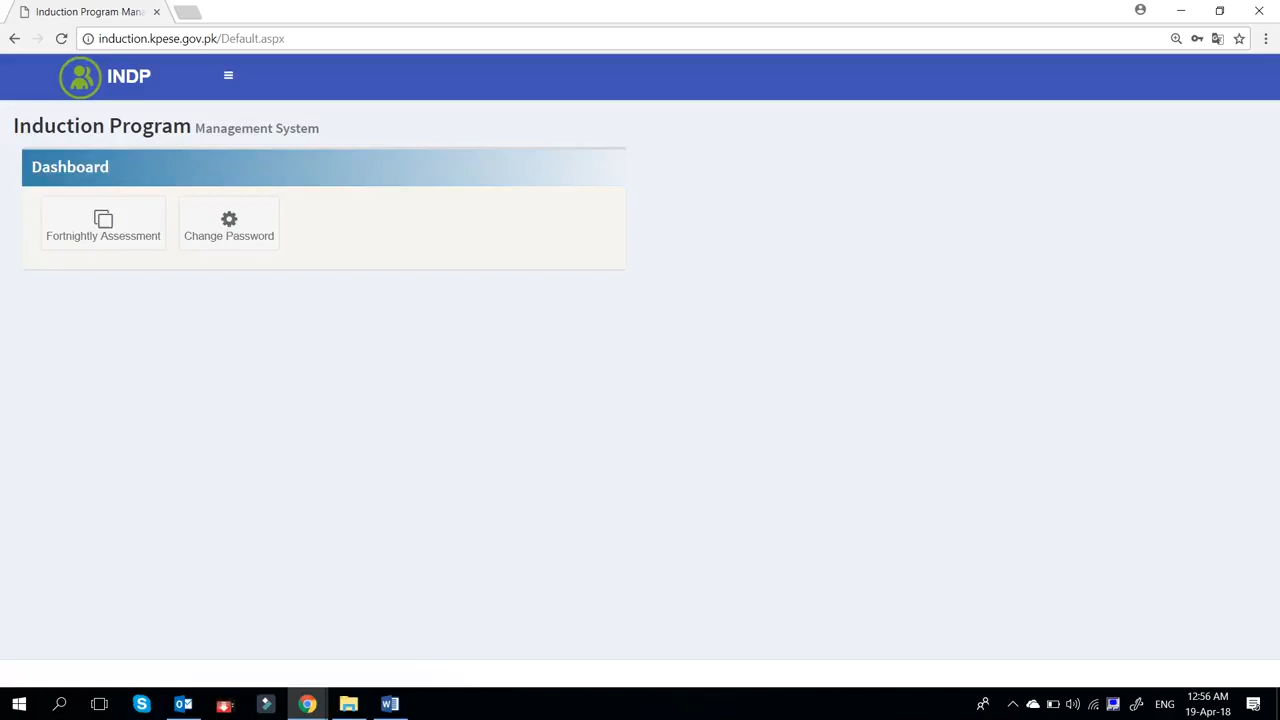 Induction Program Mana
induction.kpese.gov.pk/Default.aspx
INDP
Induction Program Management System
Dashboard
Fortnightly Assessment
Change Password
ENG
12:56 AM
19-Apr-18